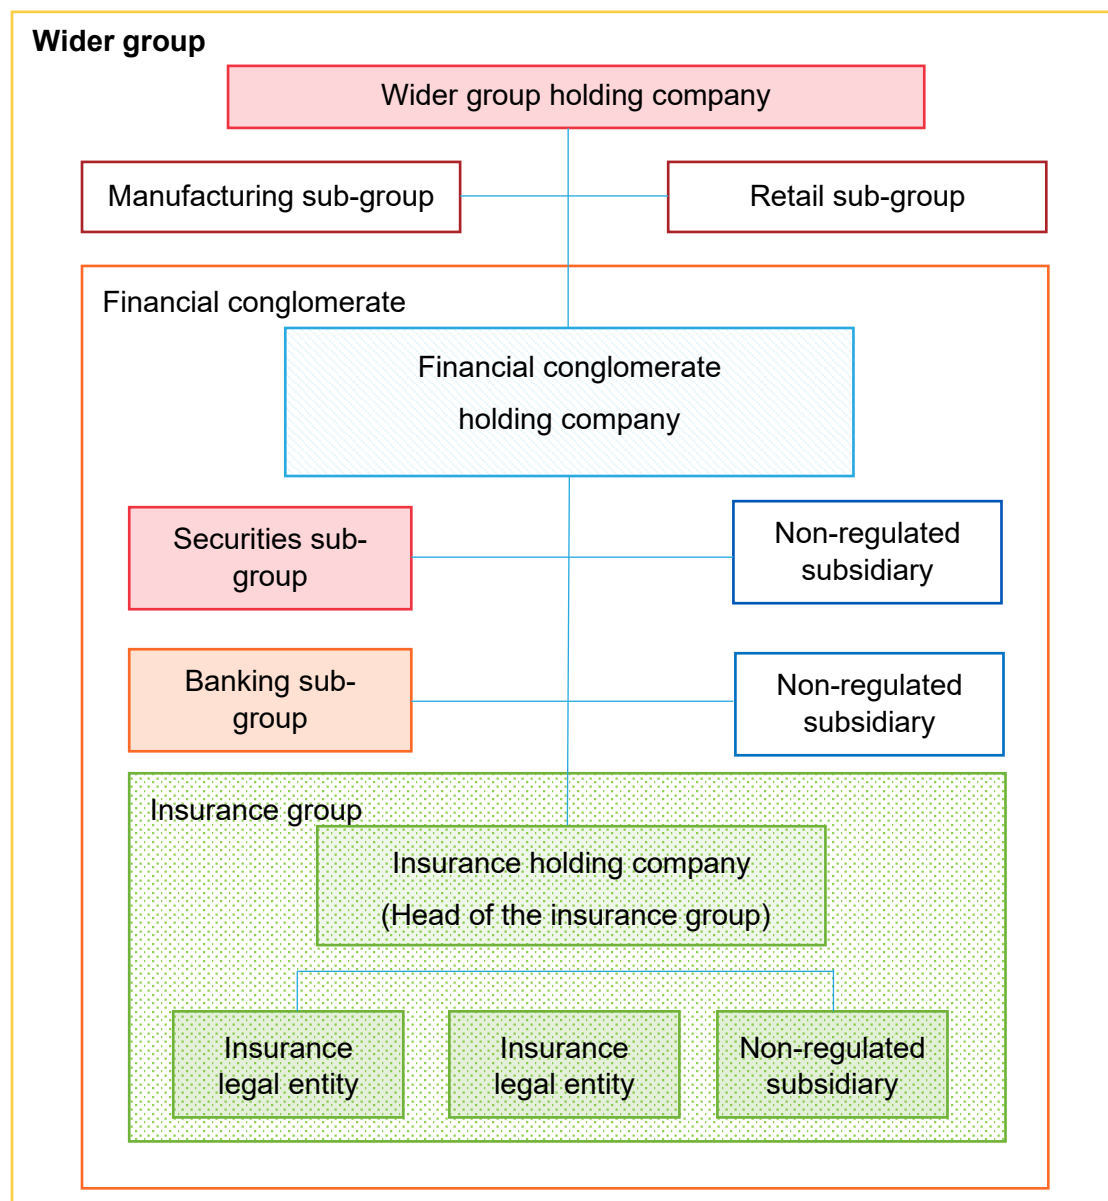 Wider group
Wider group holding company
Manufacturing sub-group
Retail sub-group
Financial conglomerate
Financial conglomerate
holding company
Securities sub-
group
Non-regulated
subsidiary
Banking sub-
group
Non-regulated
subsidiary
Insurance group
Insurance holding company
(Head of the insurance group)
Insurance
legal entity
Insurance
legal entity
Non-regulated
subsidiary